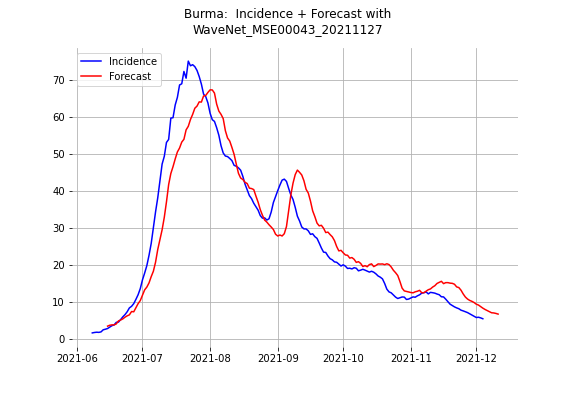 Burma:  Incidence + Forecast with
WaveNet_MSE00043_20211127
Incidence
Forecast
70
60
50
40
30
20
10
0
2021-06 2021-07 2021-08 2021-09 2021-10 2021-11 2021-12